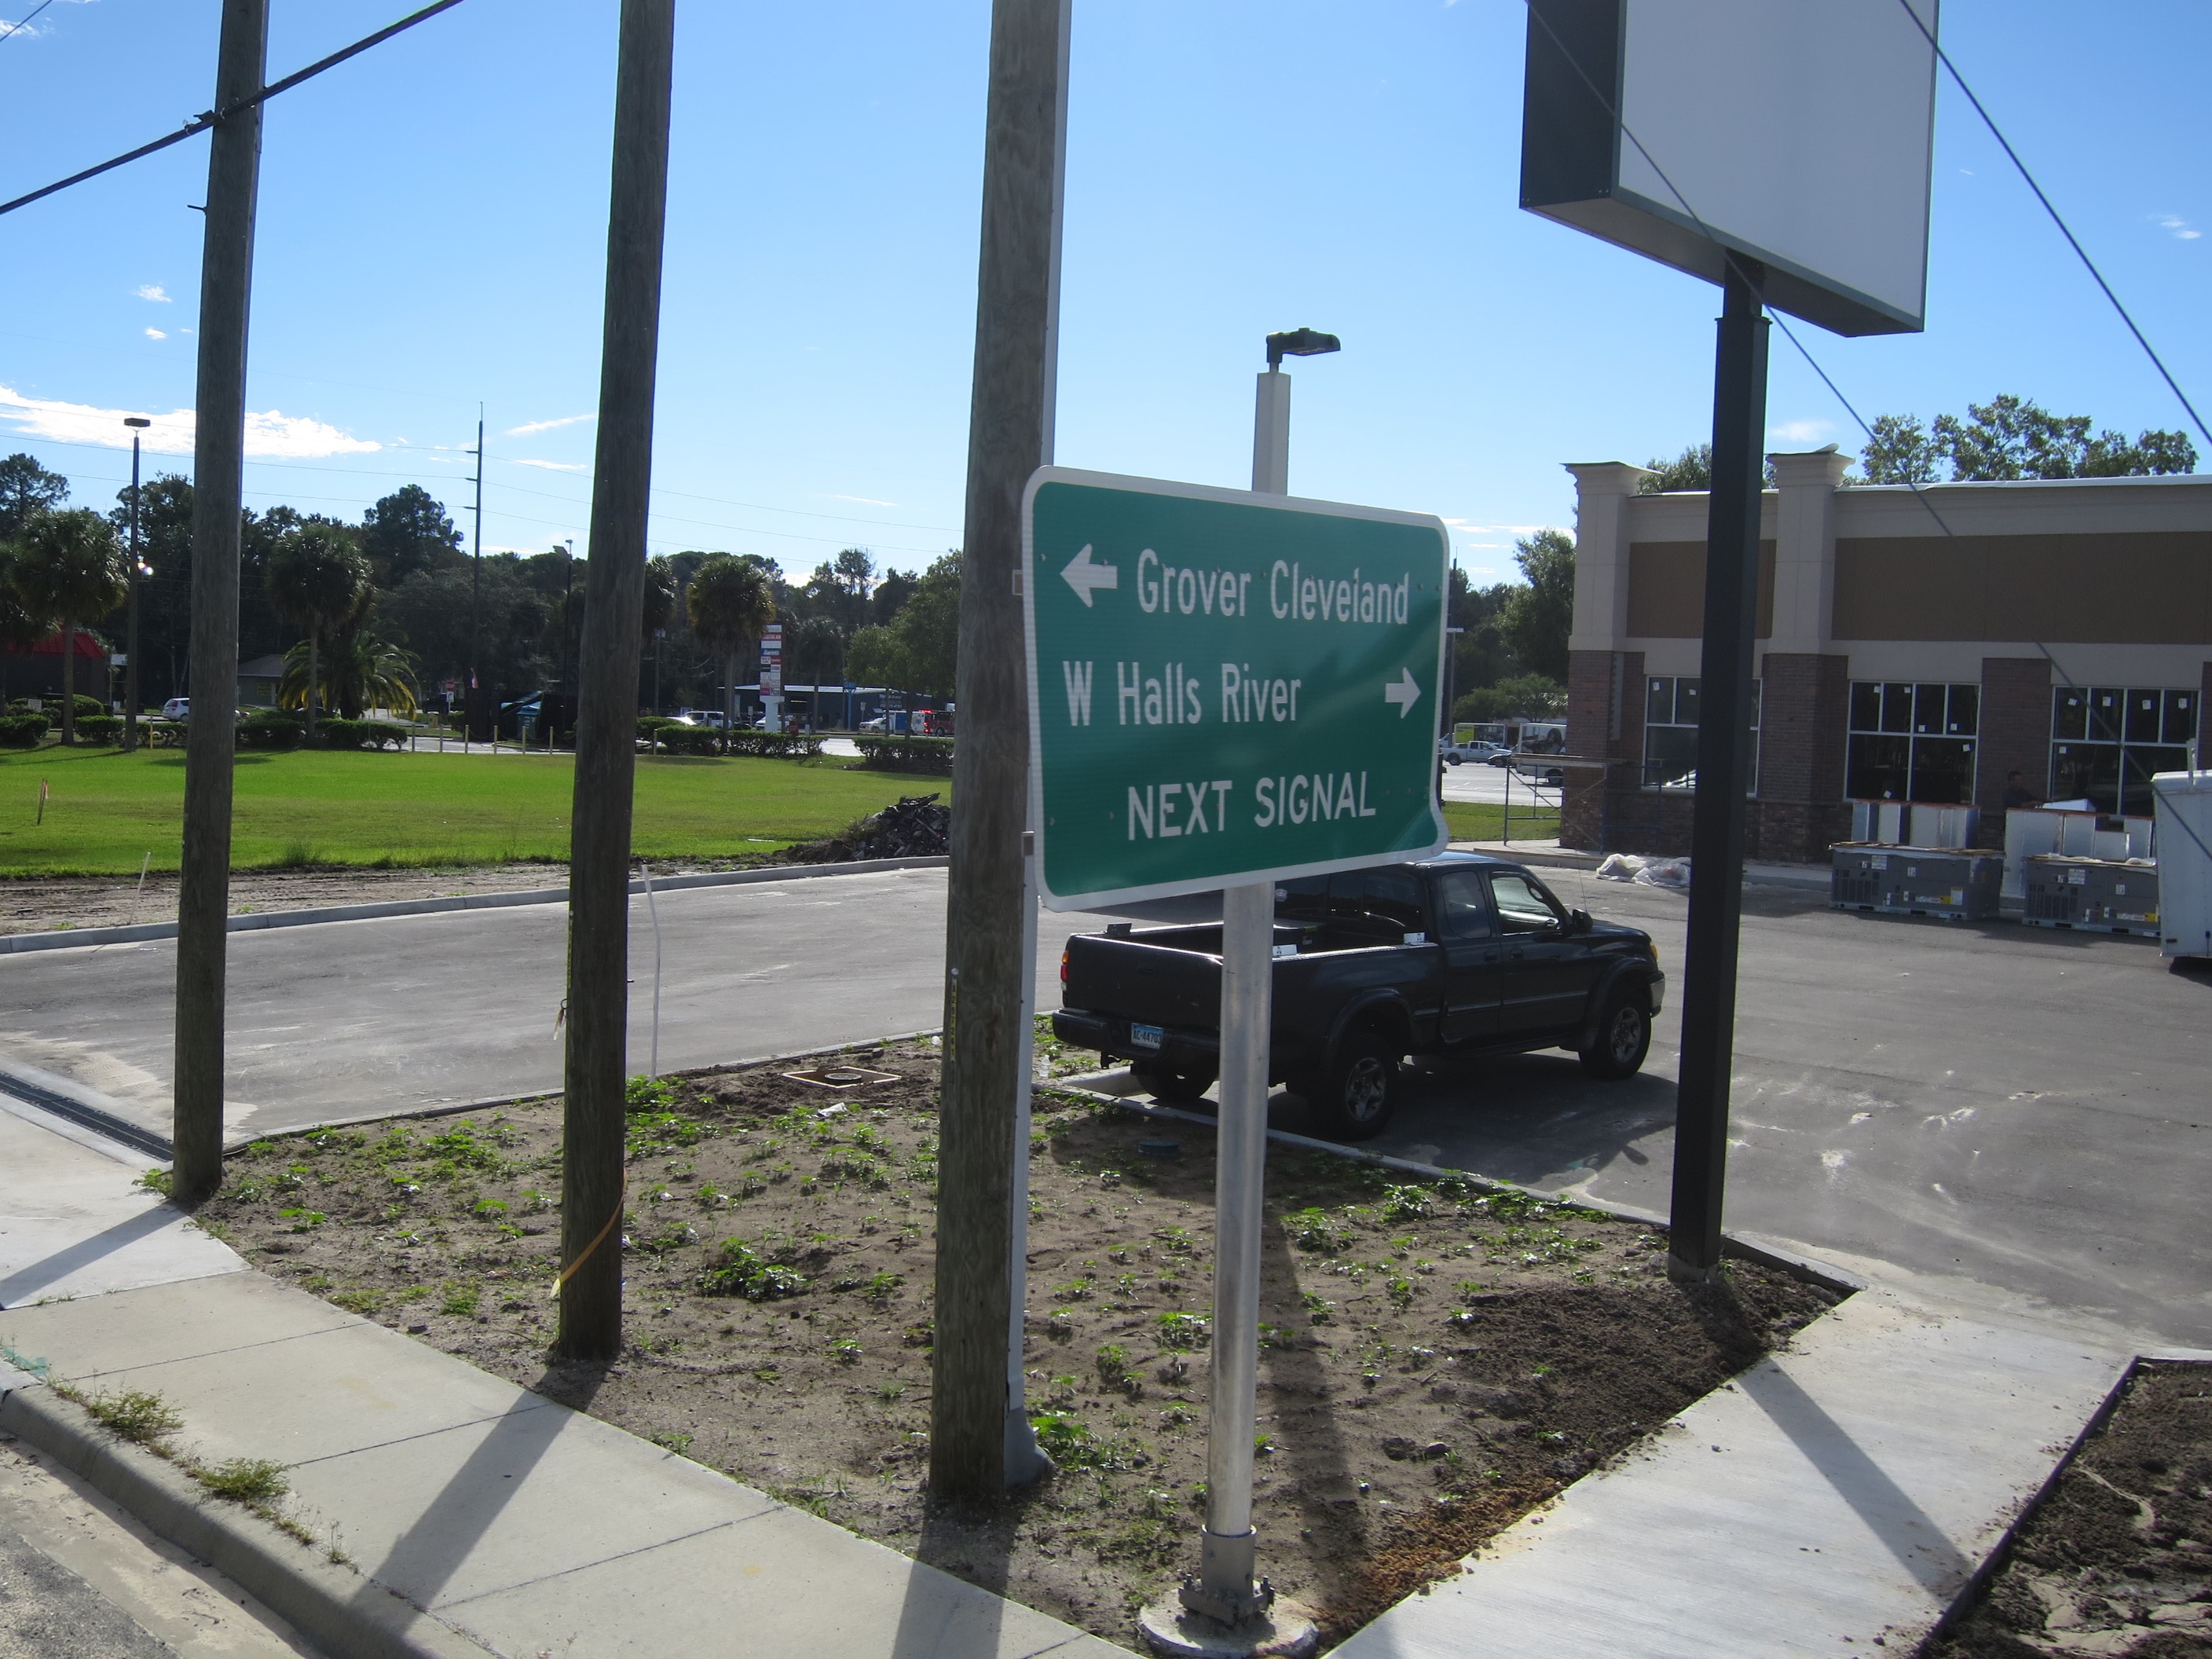 ← Grover Cleveland
W Halls River →
NEXT SIGNAL